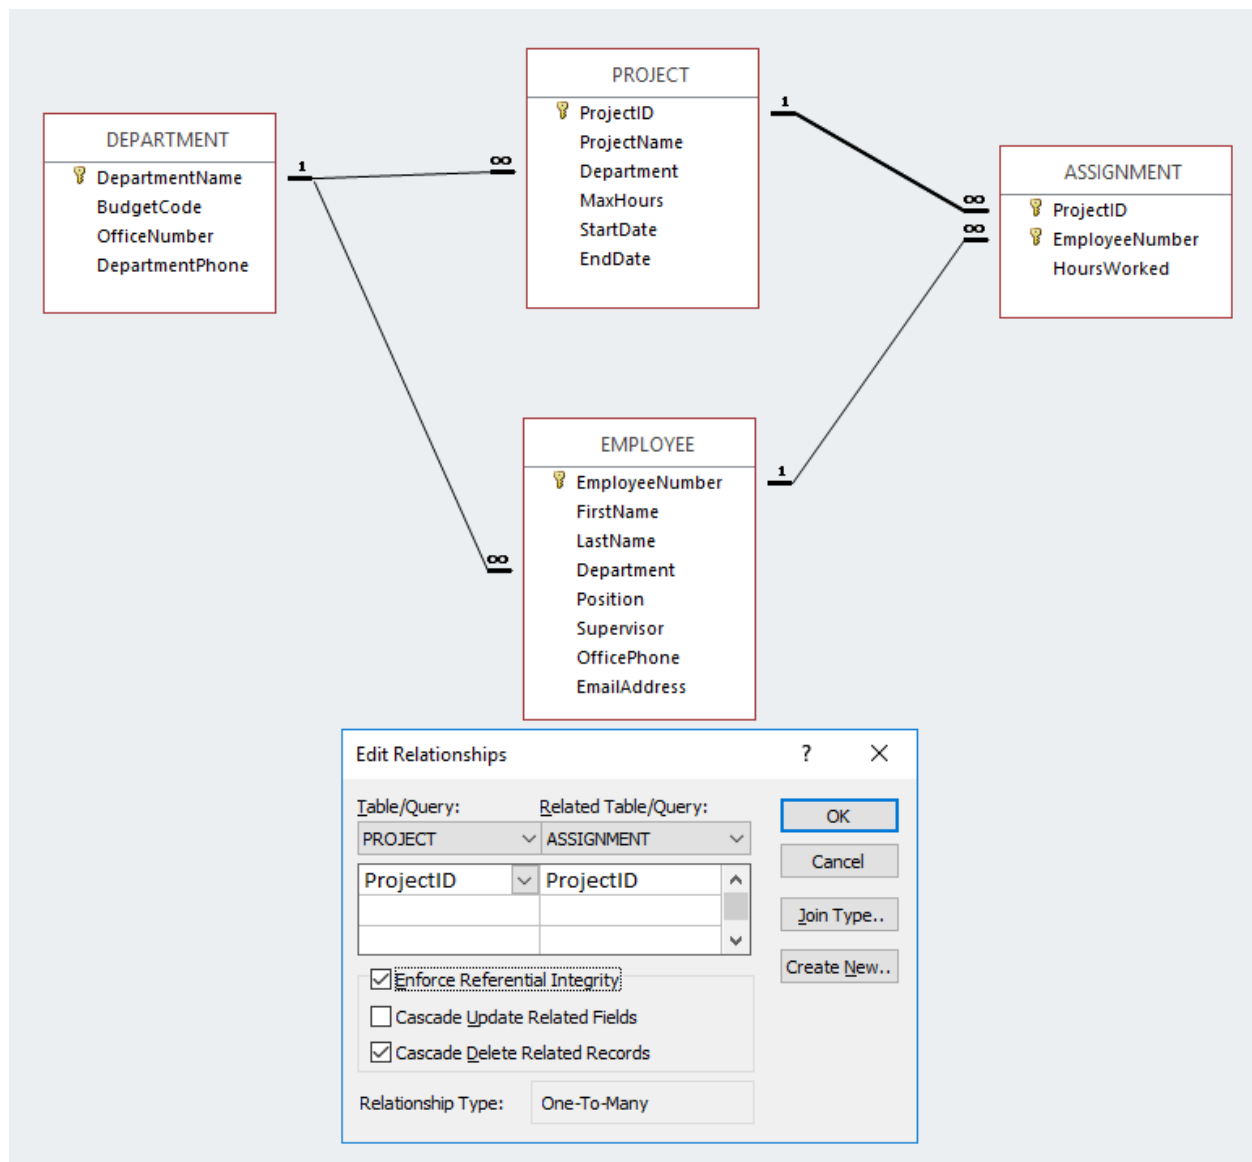 PROJECT
ProjectID
ProjectName
Department
MaxHours
StartDate
EndDate
1
∞
DEPARTMENT
DepartmentName
BudgetCode
OfficeNumber
DepartmentPhone
1
∞
ASSIGNMENT
ProjectID
EmployeeNumber
HoursWorked
∞
∞
EMPLOYEE
EmployeeNumber
FirstName
LastName
Department
Position
Supervisor
OfficePhone
EmailAddress
1
Edit Relationships ?
Table/Query: Related Table/Query:
PROJECT ASSIGNMENT
ProjectID ProjectID
OK
Cancel
Join Type..
Create New..
Enforce Referential Integrity
Cascade Update Related Fields
Cascade Delete Related Records
Relationship Type: One-To-Many